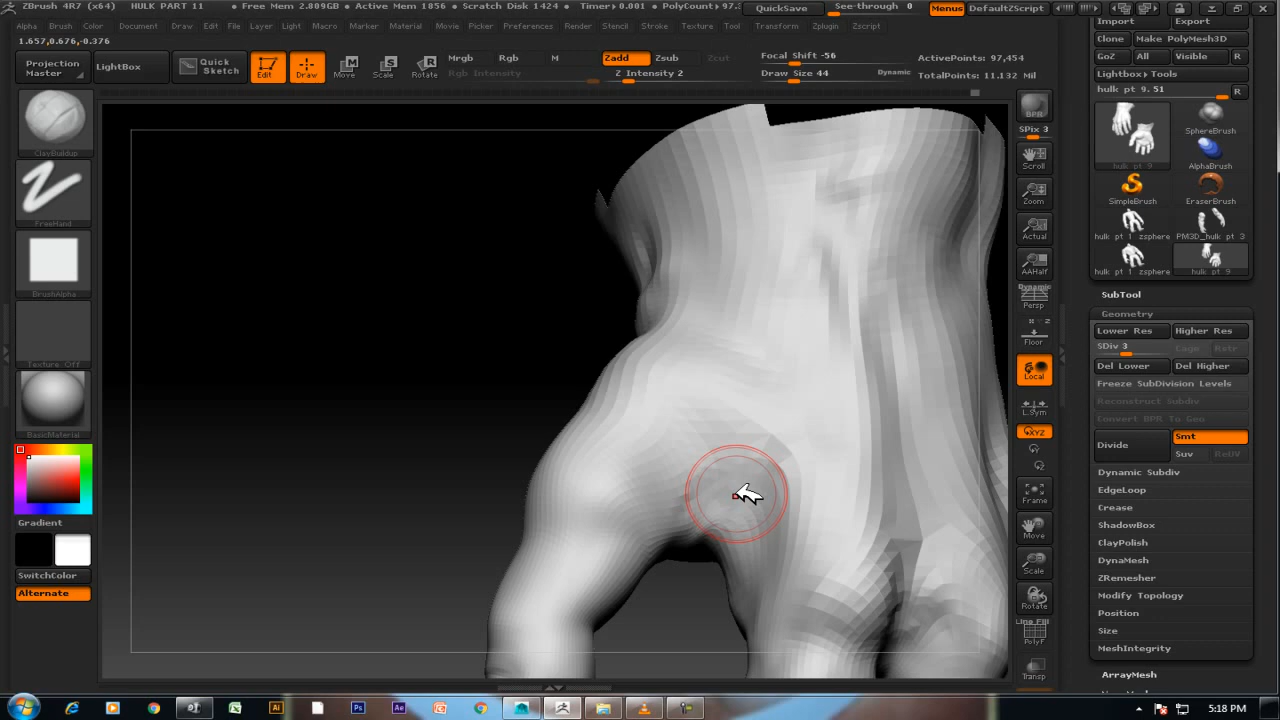 ZBrush 4R7 (x64) HULK PART 11 • Free Mem 2.809GB • Active Mem 1856 • Scratch Disk 1424 • Timer▸0.001 • PolyCount▸97.3 QuickSave See-through 0 Menus DefaultZScript
Alpha Brush Color Document Draw Edit File Layer Light Macro Marker Material Movie Picker Preferences Render Stencil Stroke Texture Tool Transform Zplugin Zscript
1.657,0.676,-0.376
Projection Master LightBox Quick Sketch Edit Draw Move Scale Rotate
Mrgb Rgb M Zadd Zsub Zcut Focal Shift -56 ActivePoints: 97,454
Rgb Intensity Z Intensity 2 Draw Size 44 Dynamic TotalPoints: 11.132 Mil
ClayBuildup
FreeHand
BrushAlpha
Texture Off
BasicMaterial
Gradient
SwitchColor
Alternate
BPR
SPix 3
Scroll
Zoom
Actual
AAHalf
Dynamic
Persp
X Y Z
Floor
Local
L.Sym
XYZ
Y
Z
Frame
Move
Scale
Rotate
Line Fill
PolyF
Transp
Import Export
Clone Make PolyMesh3D
GoZ All Visible R
Lightbox▸Tools
hulk pt 9. 51 R
hulk pt 9 SphereBrush
AlphaBrush
SimpleBrush EraserBrush
hulk pt 1 zsphere PM3D_hulk pt 3
hulk pt 1 zsphere hulk pt 9
SubTool
Geometry
Lower Res Higher Res
SDiv 3 Cage Rstr
Del Lower Del Higher
Freeze SubDivision Levels
Reconstruct Subdiv
Convert BPR To Geo
Divide Smt
Suv ReUV
Dynamic Subdiv
EdgeLoop
Crease
ShadowBox
ClayPolish
DynaMesh
ZRemesher
Modify Topology
Position
Size
MeshIntegrity
ArrayMesh
5:18 PM